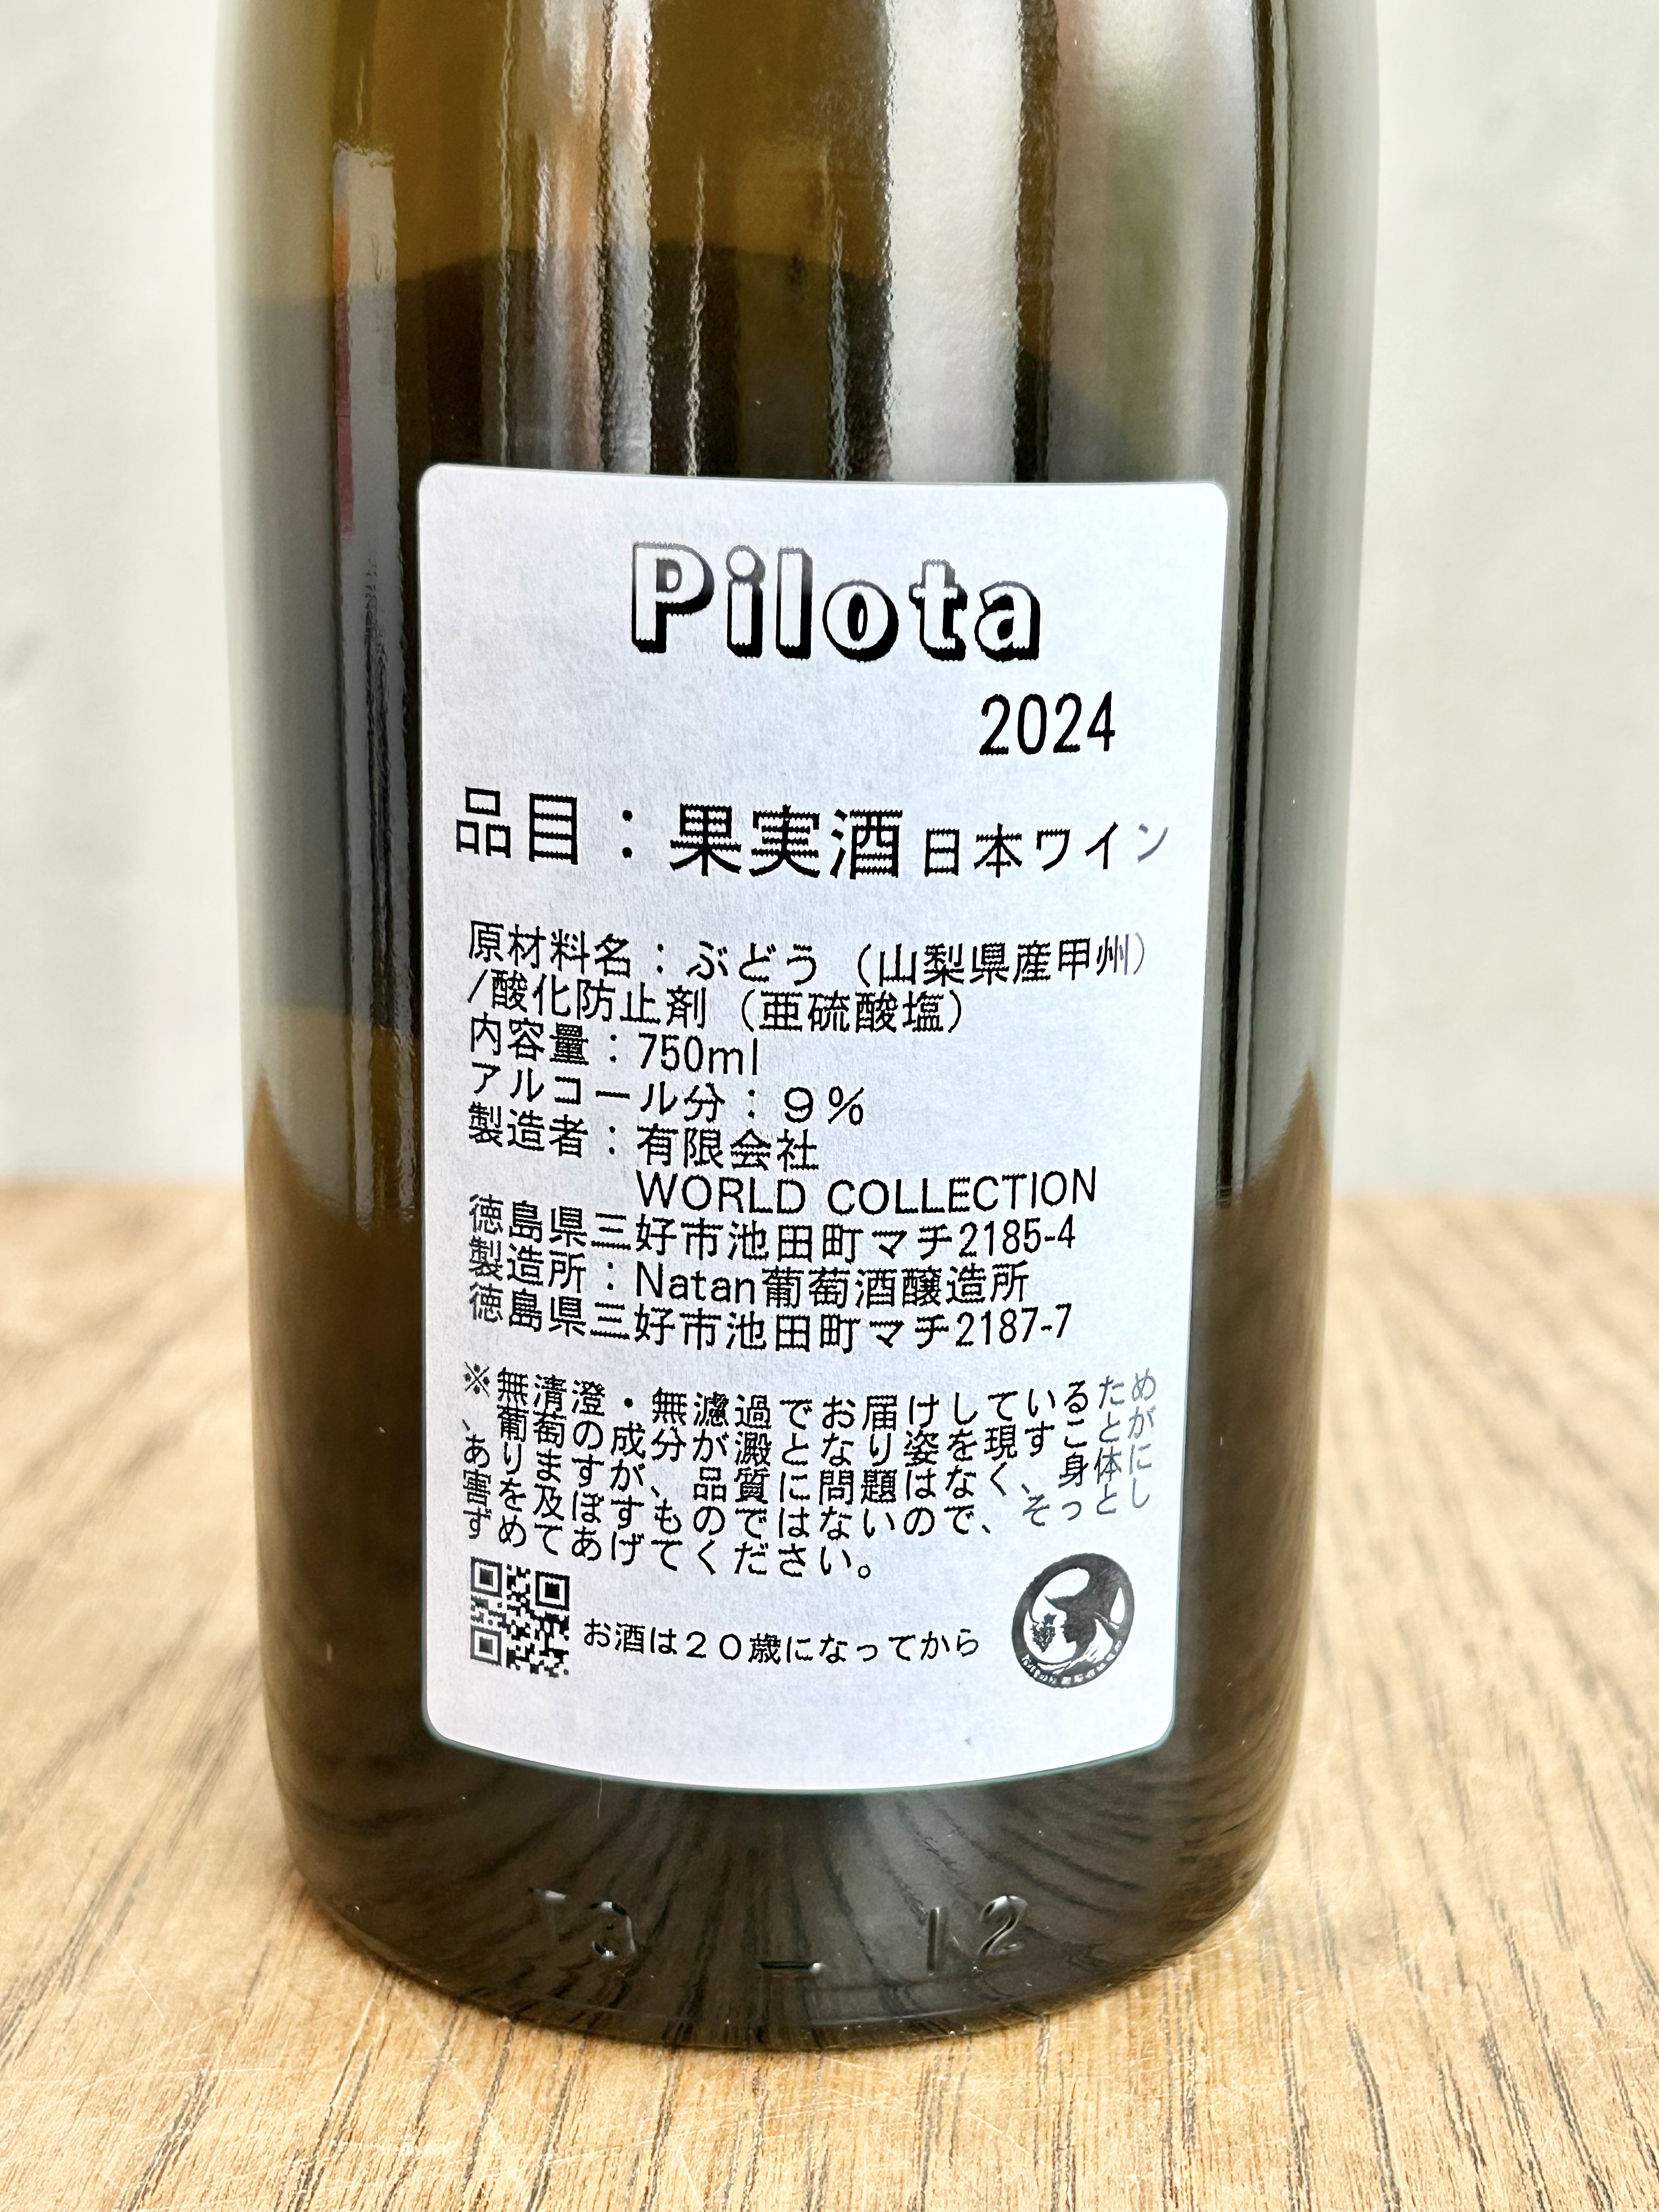 Pilota
2024
品目：果実酒 日本ワイン
原材料名：ぶどう（山梨県産甲州）
/酸化防止剤（亜硫酸塩）
内容量：750ml
アルコール分：９％
製造者：有限会社
WORLD COLLECTION
徳島県三好市池田町マチ2185-4
製造所：Natan葡萄酒醸造所
徳島県三好市池田町マチ2187-7
※無清澄・無濾過でお届けしているため
、葡萄の成分が澱となり姿を現すことが
ありますが、品質に問題はなく、身体に
害を及ぼすものではないので、そっとし
ずめてあげてください。
お酒は２０歳になってから
12